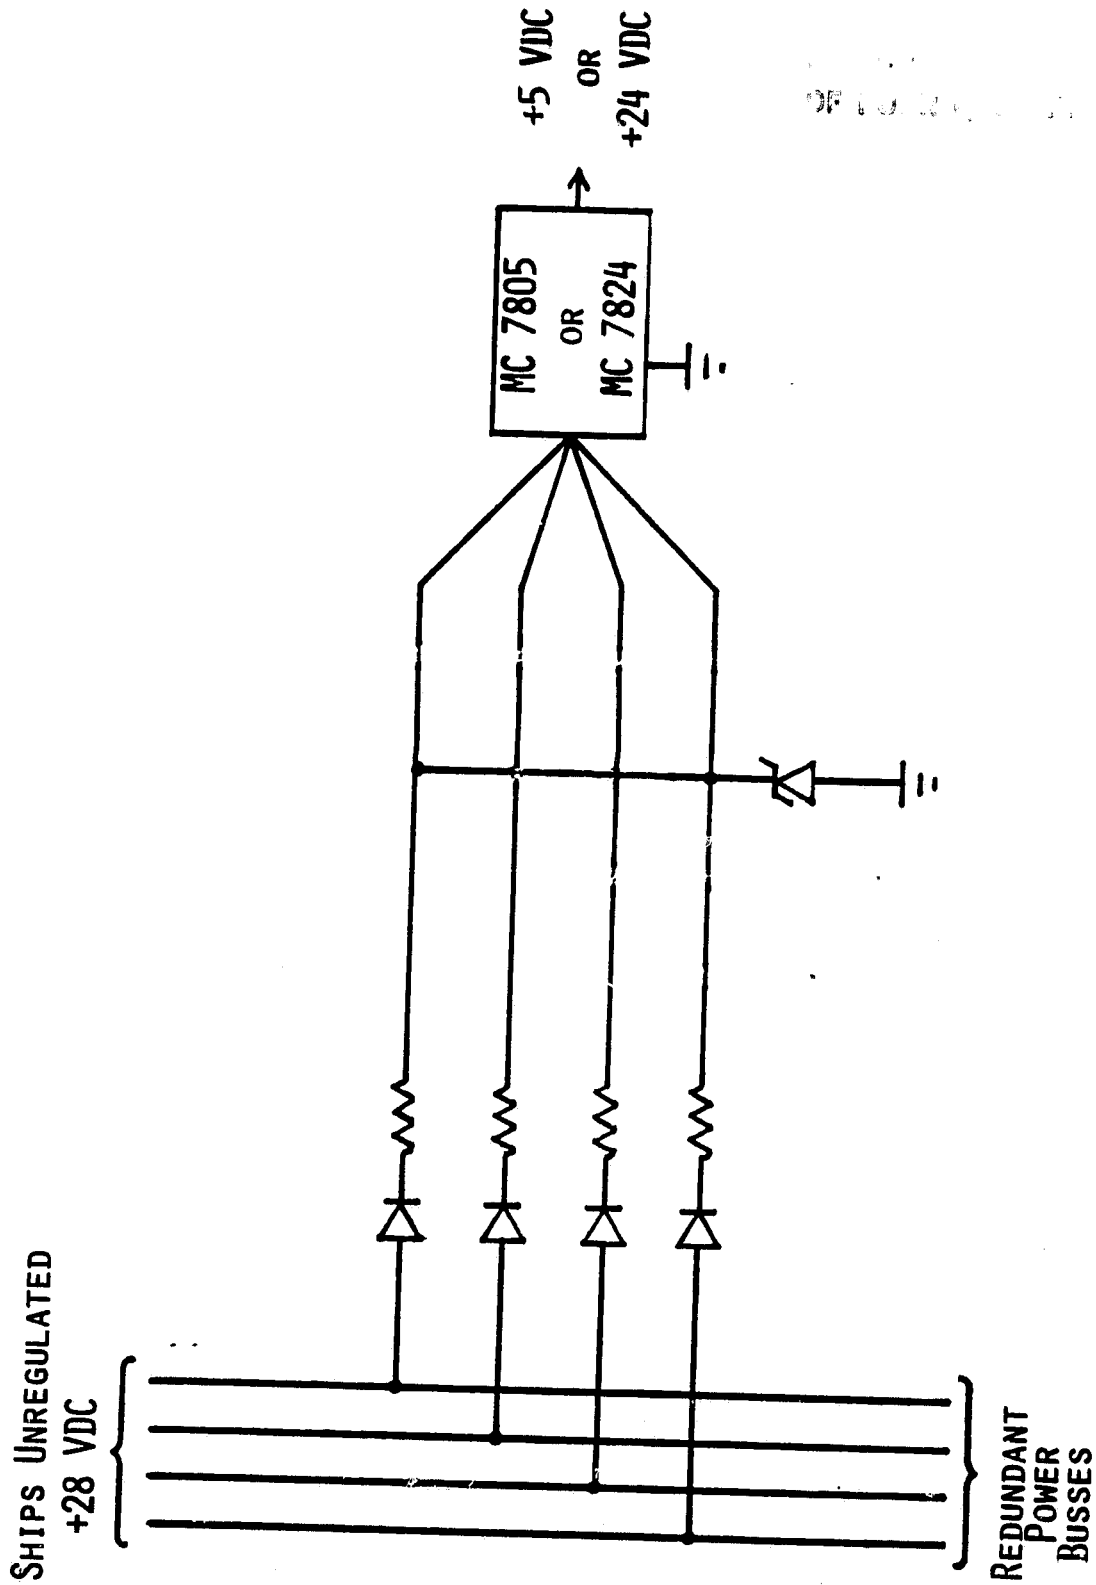 SHIPS UNREGULATED
+28 VDC
REDUNDANT
POWER
BUSSES
MC 7805
OR
MC 7824
+5 VDC
OR
+24 VDC